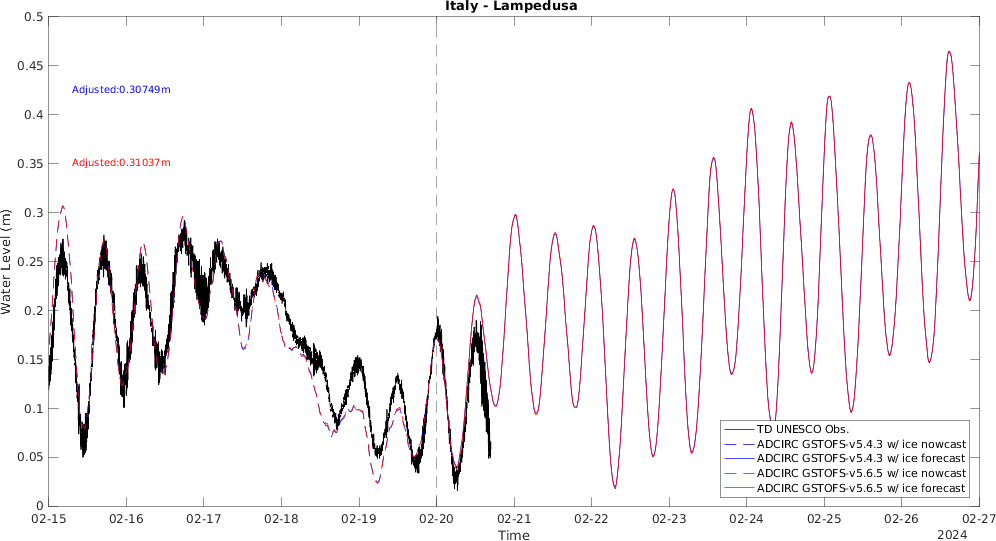 Italy - Lampedusa
0.5
0.45
0.4
0.35
0.3
0.25
0.2
0.15
0.1
0.05
0
Water Level (m)
Adjusted:0.30749m
Adjusted:0.31037m
TD UNESCO Obs.
ADCIRC GSTOFS-v5.4.3 w/ ice nowcast
ADCIRC GSTOFS-v5.4.3 w/ ice forecast
ADCIRC GSTOFS-v5.6.5 w/ ice nowcast
ADCIRC GSTOFS-v5.6.5 w/ ice forecast
02-15 02-16 02-17 02-18 02-19 02-20 02-21 02-22 02-23 02-24 02-25 02-26 02-27
Time
2024